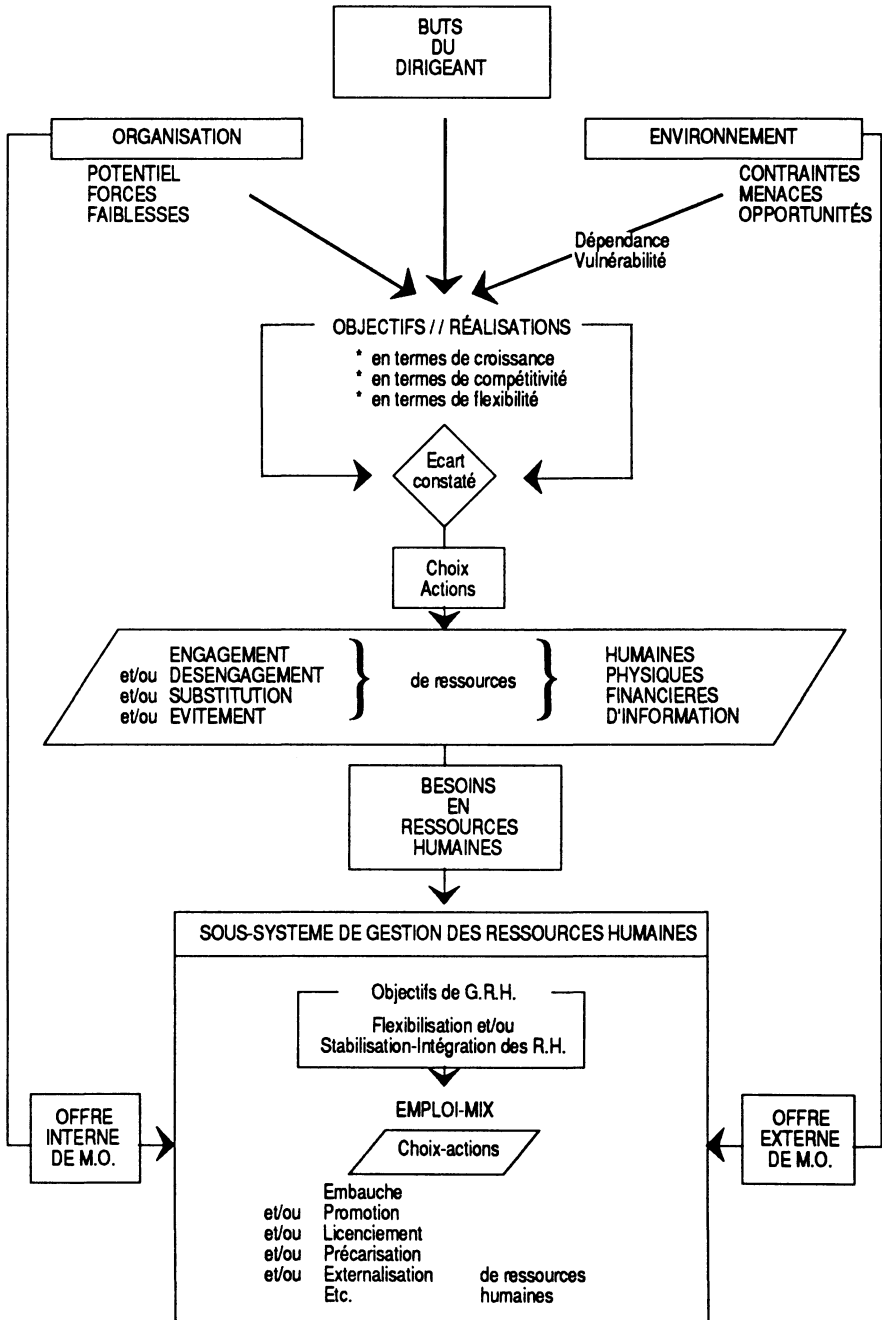 BUTS
DU
DIRIGEANT
ORGANISATION
ENVIRONNEMENT
POTENTIEL
FORCES
FAIBLESSES
CONTRAINTES
MENACES
OPPORTUNITÉS
Dépendance
Vulnérabilité
OBJECTIFS // RÉALISATIONS
* en termes de croissance
* en termes de compétitivité
* en termes de flexibilité
Ecart
constaté
Choix
Actions
ENGAGEMENT
et/ou DESENGAGEMENT
et/ou SUBSTITUTION
et/ou EVITEMENT
} de ressources }
HUMAINES
PHYSIQUES
FINANCIERES
D'INFORMATION
BESOINS
EN
RESSOURCES
HUMAINES
SOUS-SYSTEME DE GESTION DES RESSOURCES HUMAINES
Objectifs de G.R.H.
Flexibilisation et/ou
Stabilisation-Intégration des R.H.
EMPLOI-MIX
Choix-actions
OFFRE
INTERNE
DE M.O.
OFFRE
EXTERNE
DE M.O.
Embauche
et/ou Promotion
et/ou Licenciement
et/ou Précarisation
et/ou Externalisation de ressources
Etc. humaines